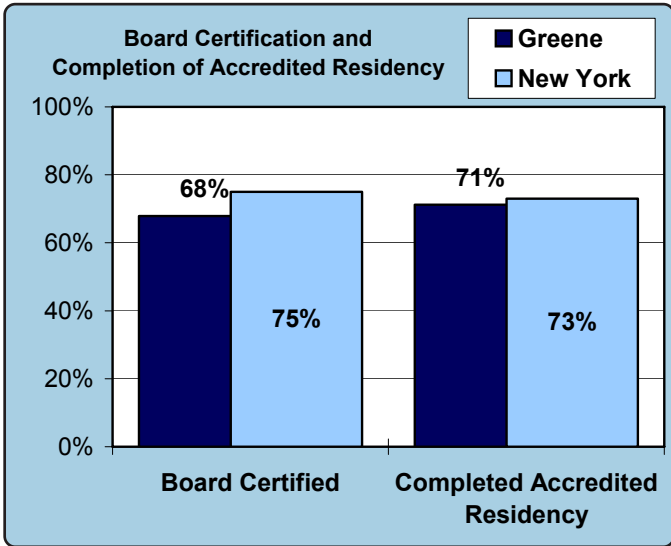 Board Certification and
Completion of Accredited Residency
Greene
New York
100%
80%
60%
40%
20%
0%
68%
75%
71%
73%
Board Certified
Completed Accredited
Residency